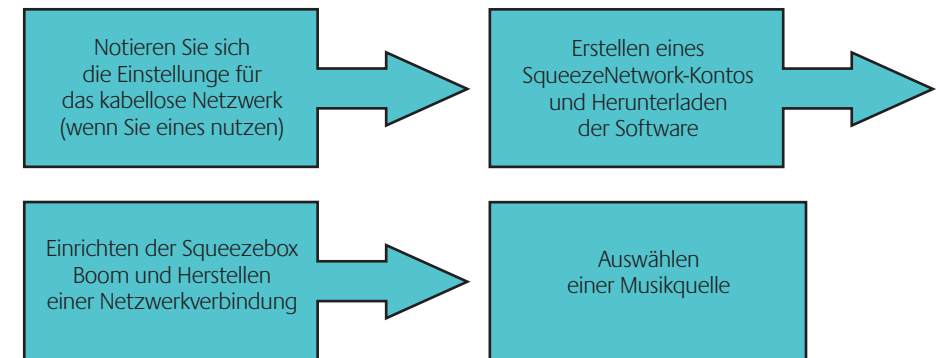 Notieren Sie sich
die Einstellunge für
das kabellose Netzwerk
(wenn Sie eines nutzen)
Erstellen eines
SqueezeNetwork-Kontos
und Herunterladen
der Software
Einrichten der Squeezebox
Boom und Herstellen
einer Netzwerkverbindung
Auswählen
einer Musikquelle